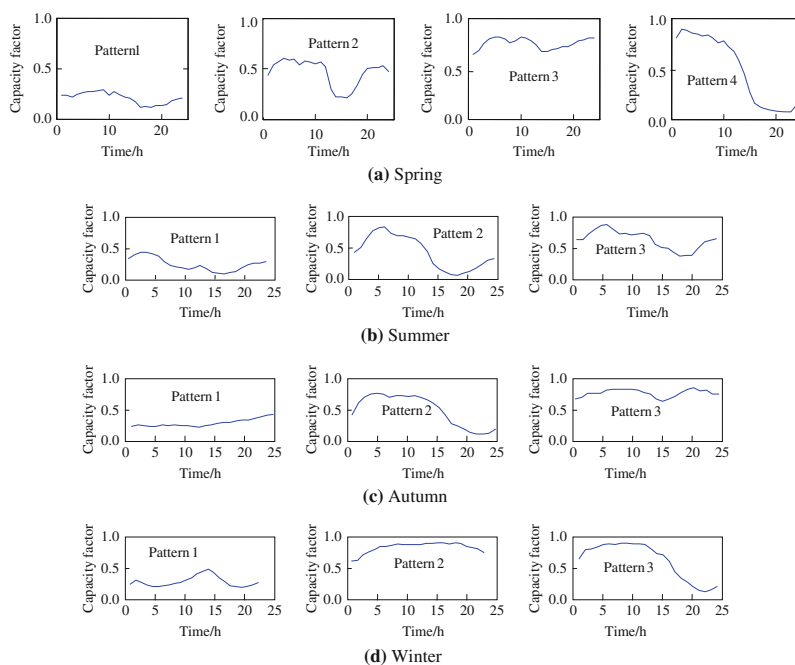 Capacity factor
1.0
0.5
0.0
Pattern1
0 10 20
Time/h
Capacity factor
1.0
0.5
0.0
Pattern 2
0 10 20
Time/h
Capacity factor
1.0
0.5
0.0
Pattern 3
0 10 20
Time/h
Capacity factor
1.0
0.5
0.0
Pattern 4
0 10 20
Time/h
(a) Spring
Capacity factor
1.0
0.5
0.0
Pattern 1
0 5 10 15 20 25
Time/h
Capacity factor
1.0
0.5
0.0
Pattern 2
0 5 10 15 20 25
Time/h
Capacity factor
1.0
0.5
0.0
Pattern 3
0 5 10 15 20 25
Time/h
(b) Summer
Capacity factor
1.0
0.5
0.0
Pattern 1
0 5 10 15 20 25
Time/h
Capacity factor
1.0
0.5
0.0
Pattern 2
0 5 10 15 20 25
Time/h
Capacity factor
1.0
0.5
0.0
Pattern 3
0 5 10 15 20 25
Time/h
(c) Autumn
Capacity factor
1.0
0.5
0.0
Pattern 1
0 5 10 15 20 25
Time/h
Capacity factor
1.0
0.5
0.0
Pattern 2
0 5 10 15 20 25
Time/h
Capacity factor
1.0
0.5
0.0
Pattern 3
0 5 10 15 20 25
Time/h
(d) Winter